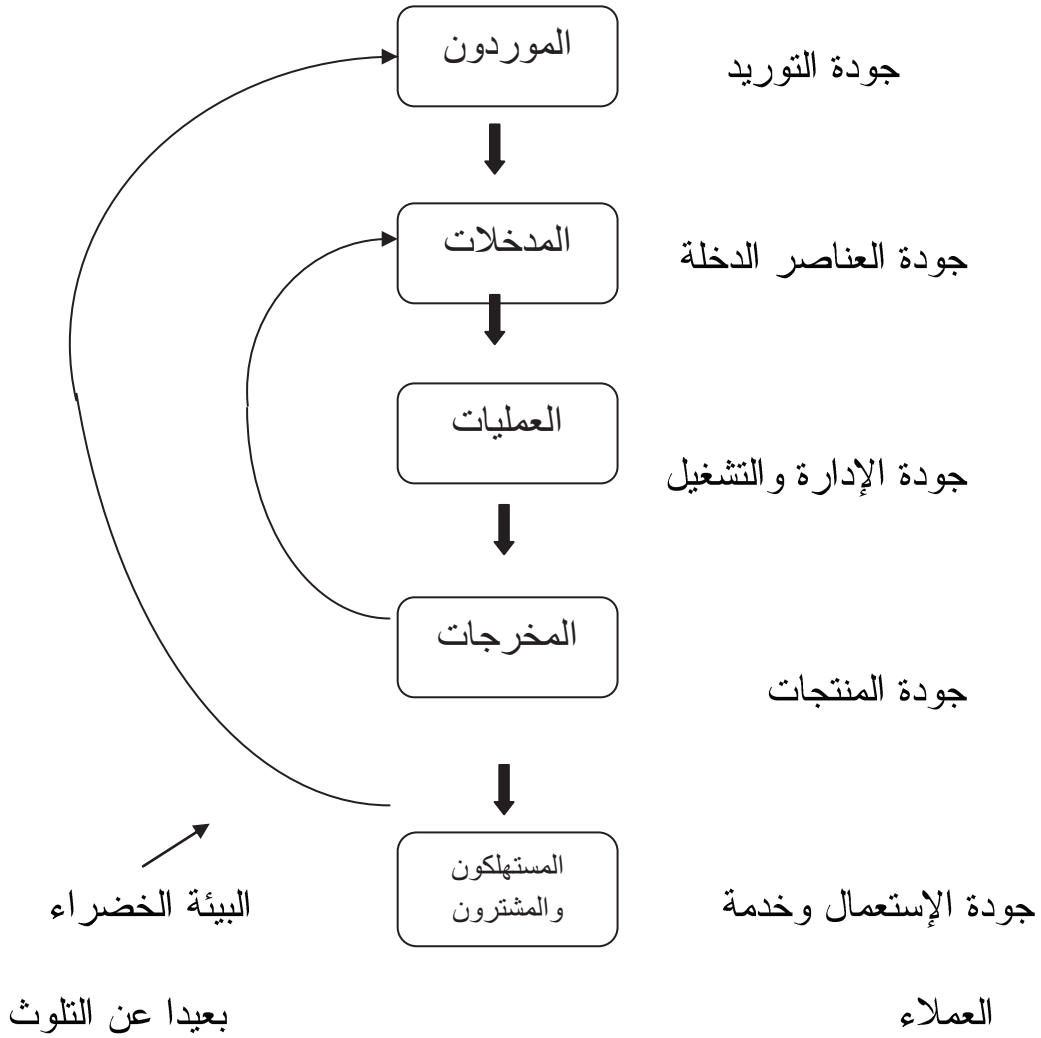 الموردون
جودة التوريد
المدخلات
جودة العناصر الدخلة
العمليات
جودة الإدارة والتشغيل
المخرجات
جودة المنتجات
المستهلكون
والمشترون
جودة الإستعمال وخدمة
العملاء
البيئة الخضراء
بعيدا عن التلوث